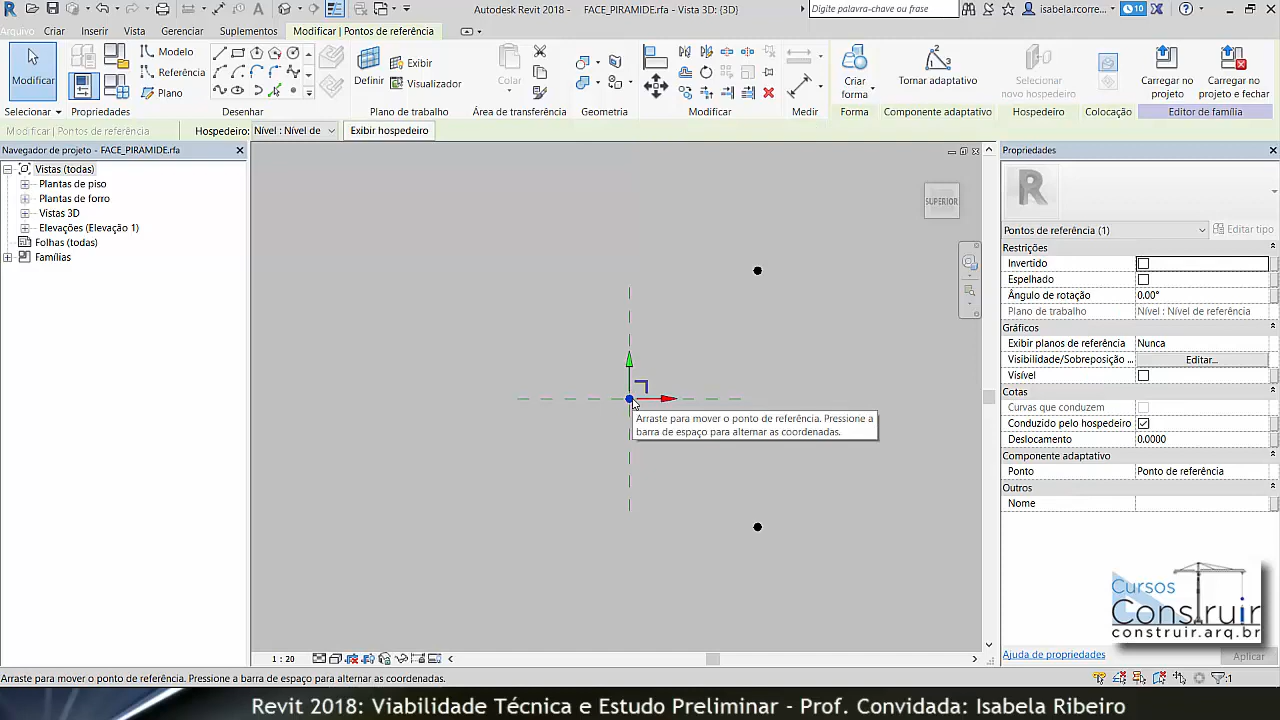 Autodesk Revit 2018 - FACE_PIRAMIDE.rfa - Vista 3D: {3D}
Digite palavra-chave ou frase
isabela.corre...
10
Arquivo
Criar
Inserir
Vista
Gerenciar
Suplementos
Modificar | Pontos de referência
Modificar
Modelo
Referência
Plano
Definir
Exibir
Visualizador
Colar
Criar forma
Tornar adaptativo
Selecionar novo hospedeiro
Carregar no projeto
Carregar no projeto e fechar
Selecionar
Propriedades
Desenhar
Plano de trabalho
Área de transferência
Geometria
Modificar
Medir
Forma
Componente adaptativo
Hospedeiro
Colocação
Editor de família
Modificar | Pontos de referência
Hospedeiro:
Nível : Nível de
Exibir hospedeiro
Navegador de projeto - FACE_PIRAMIDE.rfa
Vistas (todas)
Plantas de piso
Plantas de forro
Vistas 3D
Elevações (Elevação 1)
Folhas (todas)
Famílias
SUPERIOR
Arraste para mover o ponto de referência. Pressione a
barra de espaço para alternar as coordenadas.
Propriedades
Pontos de referência (1)
Editar tipo
Restrições
Invertido
Espelhado
Ângulo de rotação 0.00°
Plano de trabalho Nível : Nível de referência
Gráficos
Exibir planos de referência Nunca
Visibilidade/Sobreposição ... Editar...
Visível
Cotas
Curvas que conduzem
Conduzido pelo hospedeiro
Deslocamento 0.0000
Componente adaptativo
Ponto Ponto de referência
Outros
Nome
Cursos
Construir
construir.arq.br
Ajuda de propriedades
Aplicar
1 : 20
Arraste para mover o ponto de referência. Pressione a barra de espaço para alternar as coordenadas.
:1
Revit 2018: Viabilidade Técnica e Estudo Preliminar - Prof. Convidada: Isabela Ribeiro